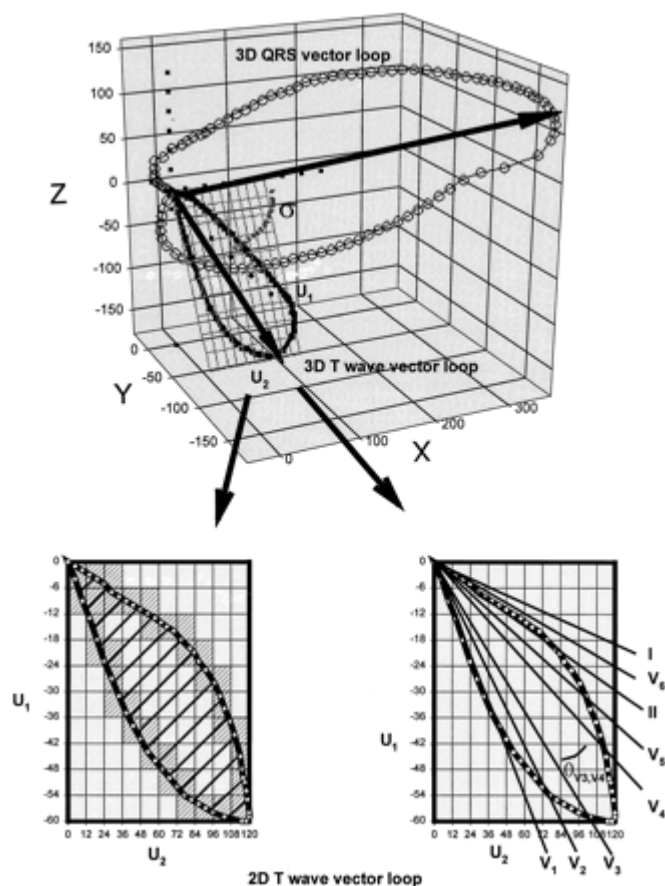 3D QRS vector loop
150
100
50
0
-50
-100
-150
Z
O
U1
U2
3D T wave vector loop
0
-50
-100
-150
Y
0
100
200
300
X
0
-6
-12
-18
-24
-30
-36
-42
-48
-54
-60
U1
0 12 24 36 48 60 72 84 96 108 120
U2
0
-6
-12
-18
-24
-30
-36
-42
-48
-54
-60
U1
I
V6
II
V5
θV3,V4
V4
0 12 24 36 48 60 72 84 96 108 120
U2
V1
V2
V3
2D T wave vector loop